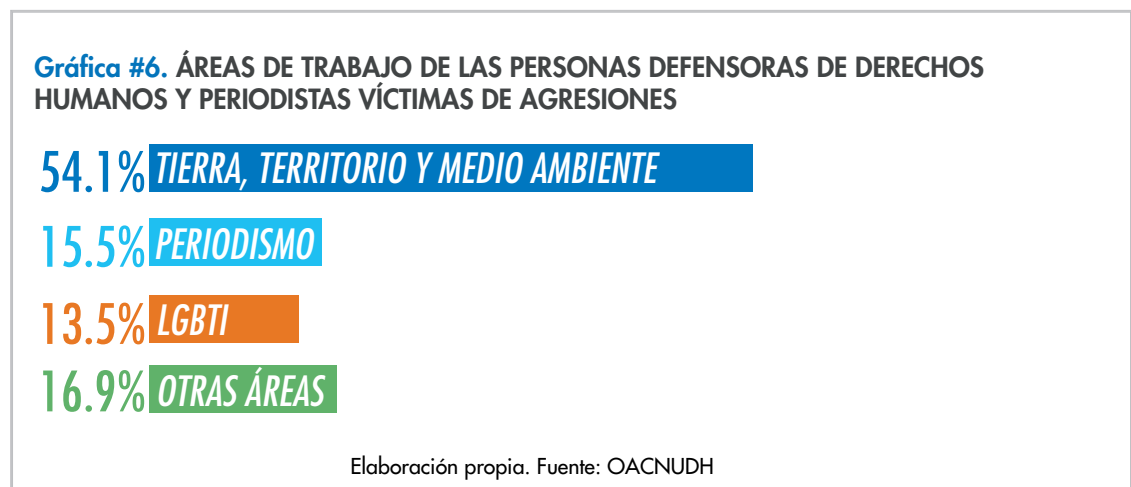 Gráfica #6. ÁREAS DE TRABAJO DE LAS PERSONAS DEFENSORAS DE DERECHOS
HUMANOS Y PERIODISTAS VÍCTIMAS DE AGRESIONES
54.1% TIERRA, TERRITORIO Y MEDIO AMBIENTE
15.5% PERIODISMO
13.5% LGBTI
16.9% OTRAS ÁREAS
Elaboración propia. Fuente: OACNUDH